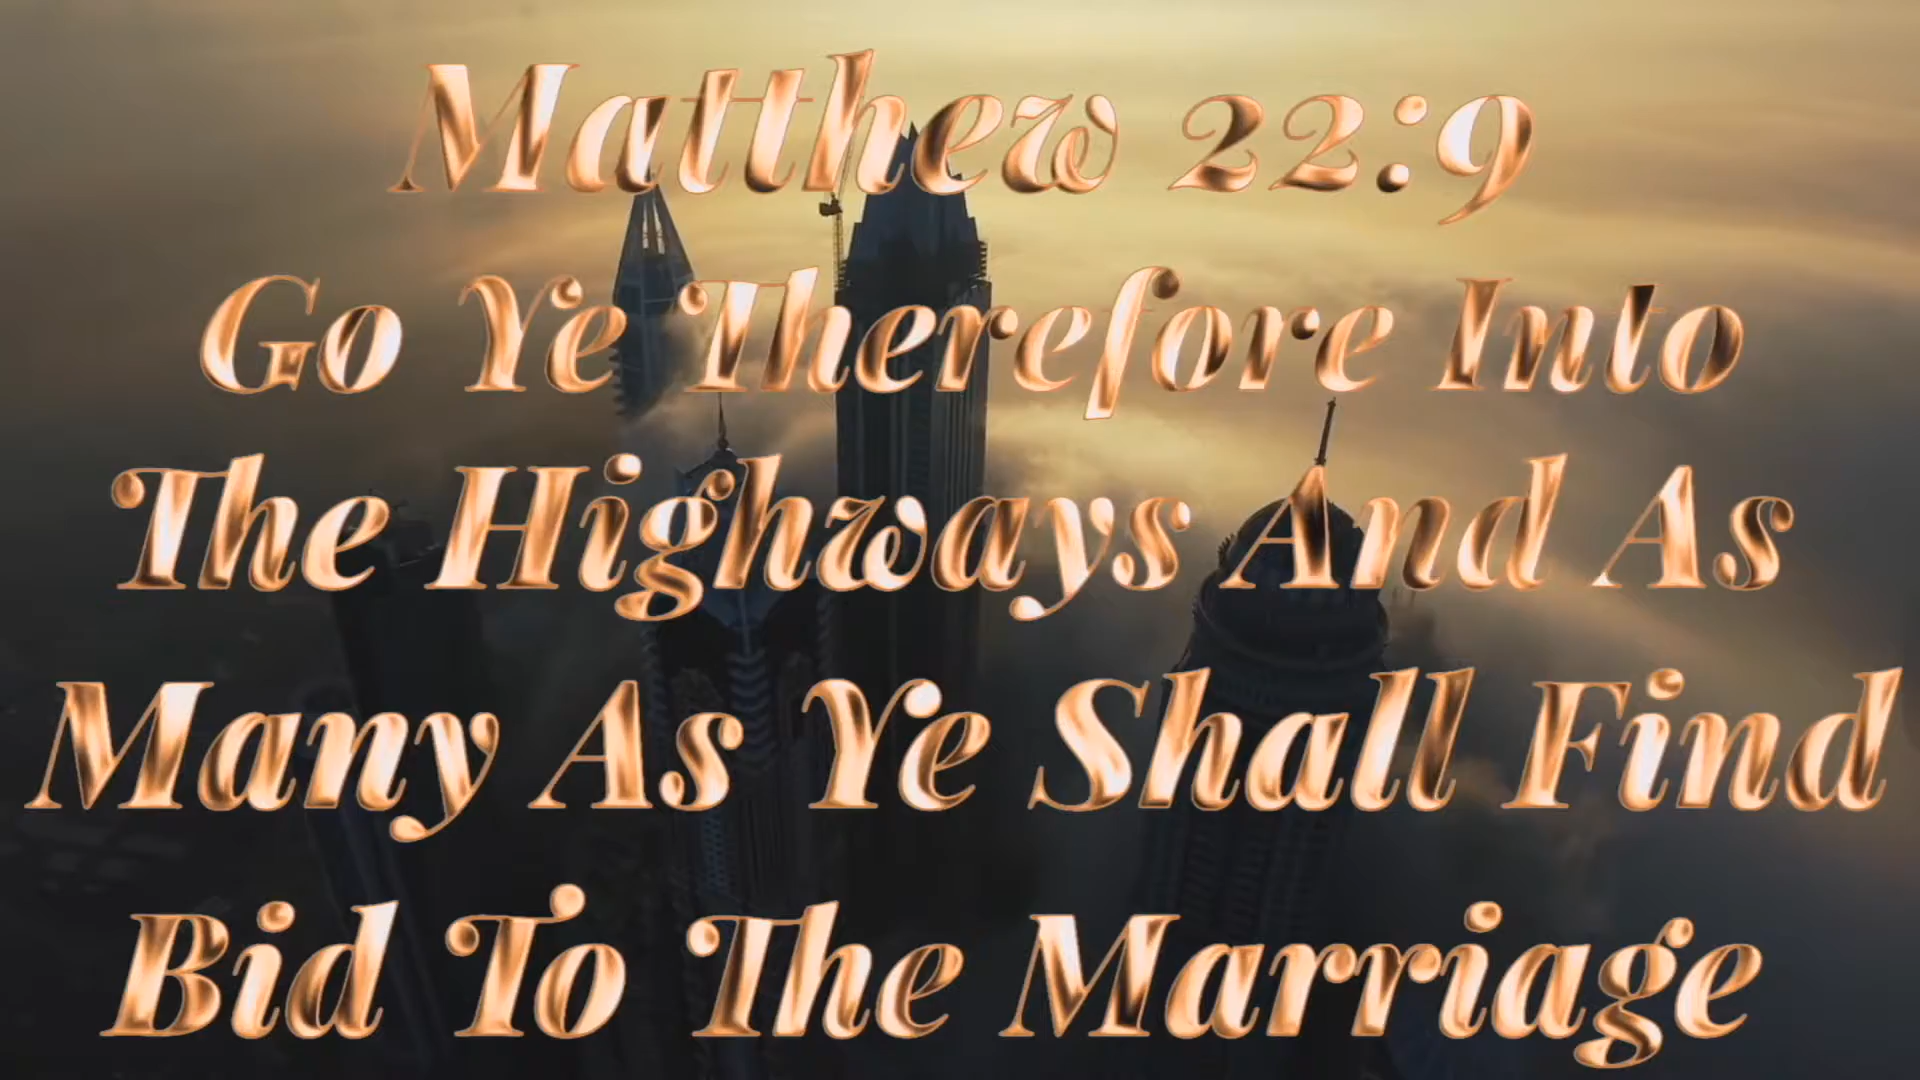 Matthew 22:9
Go Ye Therefore Into
The Highways And As
Many As Ye Shall Find
Bid To The Marriage